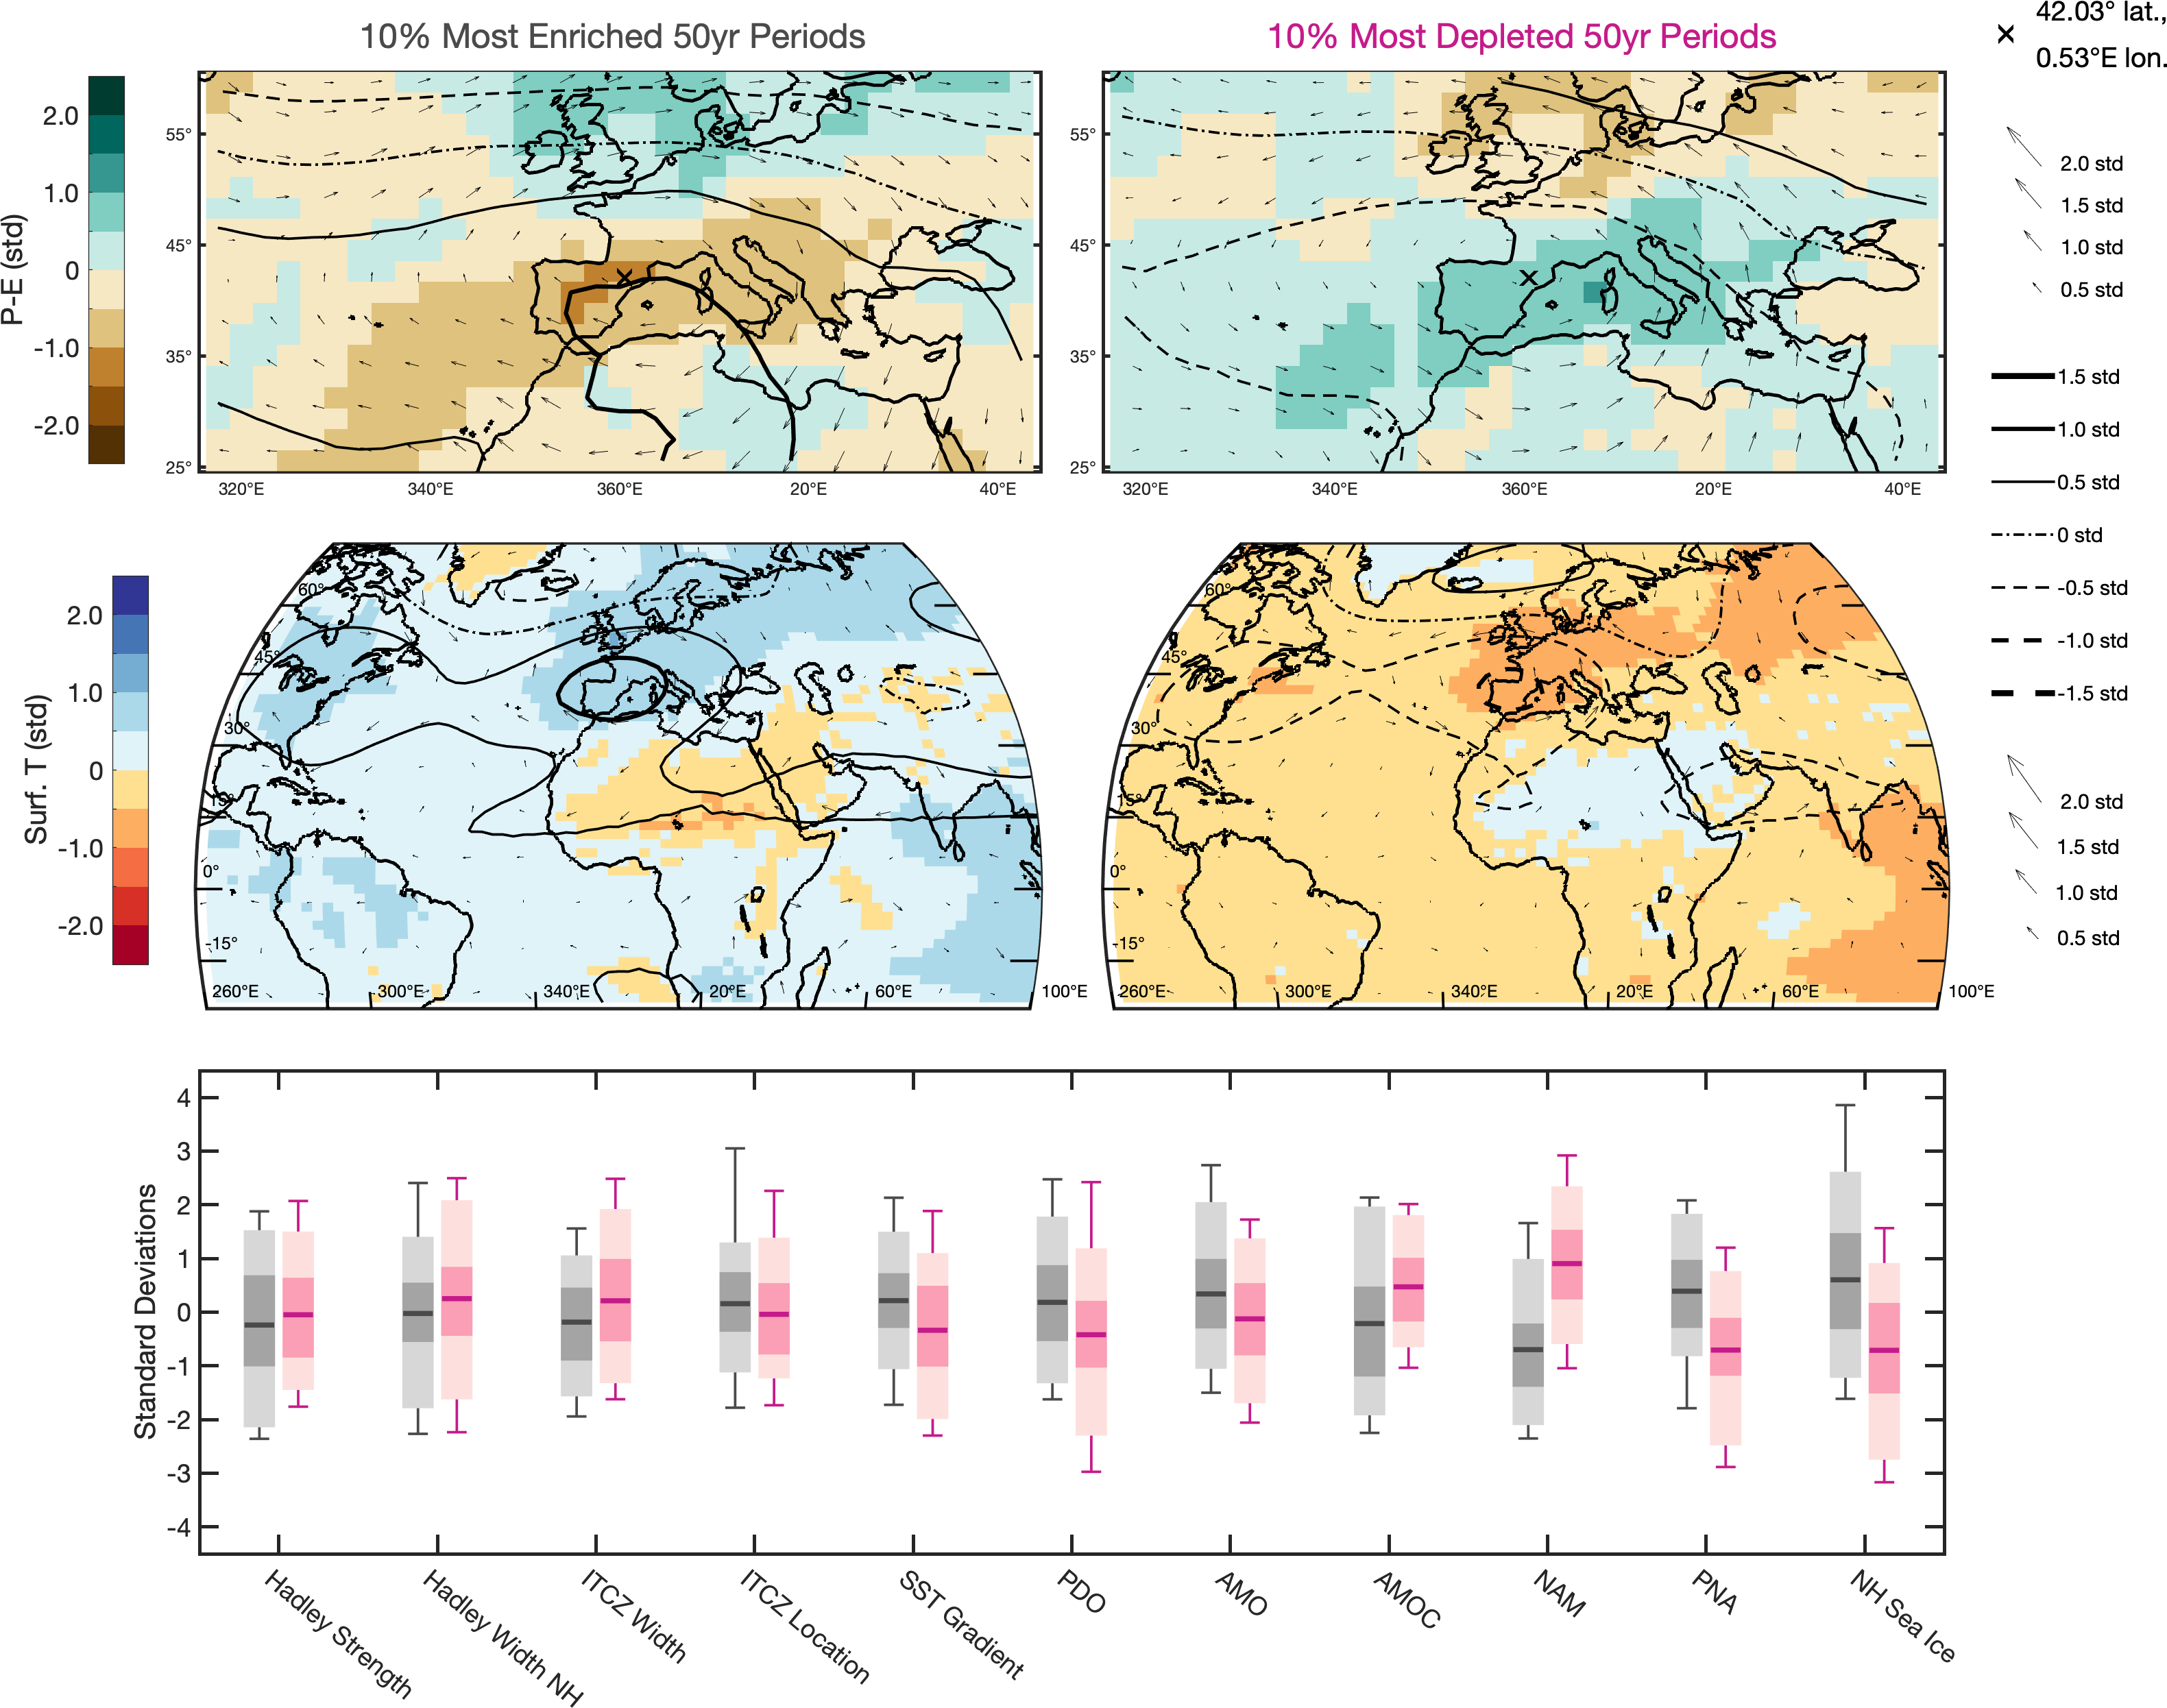 10% Most Enriched 50yr Periods
10% Most Depleted 50yr Periods
42.03° lat.,
0.53°E lon.
P-E (std)
2.0
1.0
0
-1.0
-2.0
55°
45°
35°
25°
320°E
340°E
360°E
20°E
40°E
55°
45°
35°
25°
320°E
340°E
360°E
20°E
40°E
2.0 std
1.5 std
1.0 std
0.5 std
1.5 std
1.0 std
0.5 std
0 std
-0.5 std
-1.0 std
-1.5 std
Surf. T (std)
2.0
1.0
0
-1.0
-2.0
60°
45°
30°
15°
0°
-15°
260°E
300°E
340°E
20°E
60°E
100°E
60°
45°
30°
15°
0°
-15°
260°E
300°E
340°E
20°E
60°E
100°E
2.0 std
1.5 std
1.0 std
0.5 std
Standard Deviations
4
3
2
1
0
-1
-2
-3
-4
Hadley Strength
Hadley Width NH
ITCZ Width
ITCZ Location
SST Gradient
PDO
AMO
AMOC
NAM
PNA
NH Sea Ice